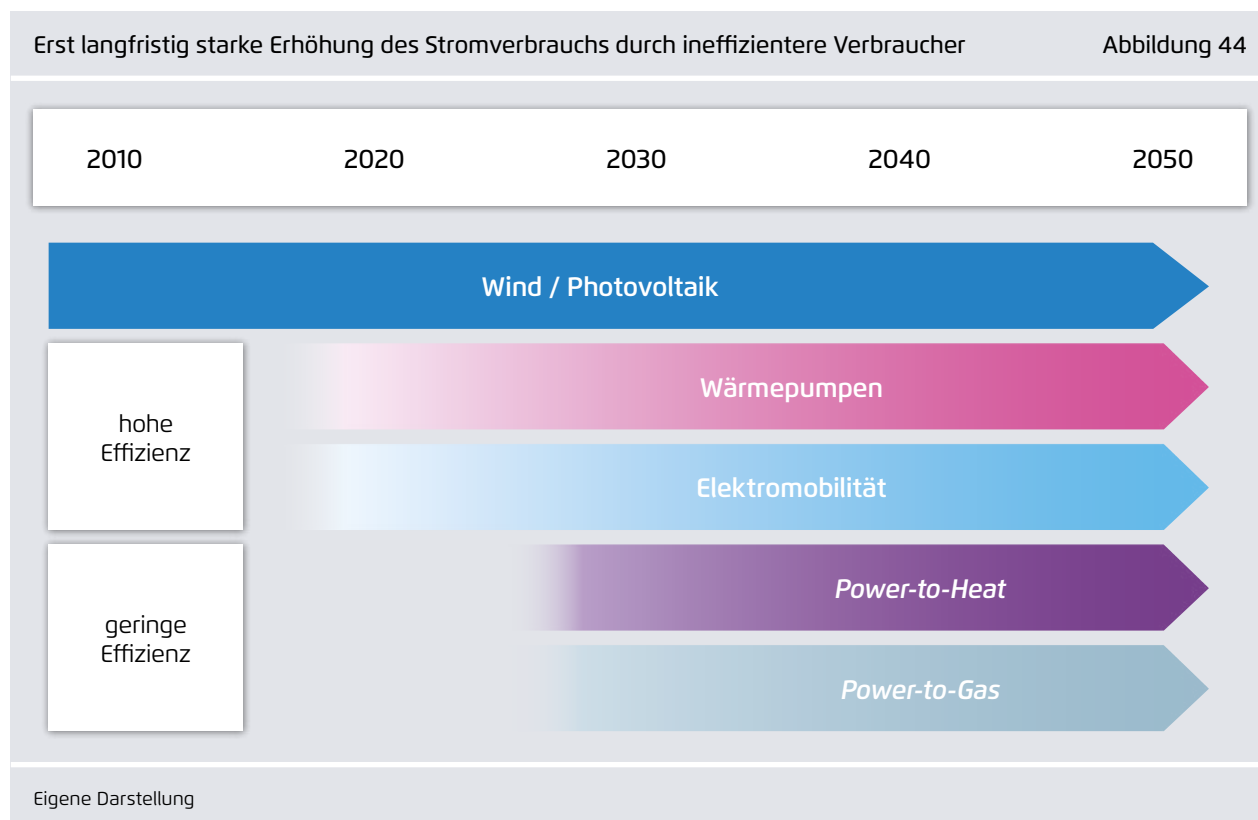 Erst langfristig starke Erhöhung des Stromverbrauchs durch ineffizientere Verbraucher Abbildung 44
2010 2020 2030 2040 2050
Wind / Photovoltaik
hohe
Effizienz
Wärmepumpen
Elektromobilität
geringe
Effizienz
Power-to-Heat
Power-to-Gas
Eigene Darstellung